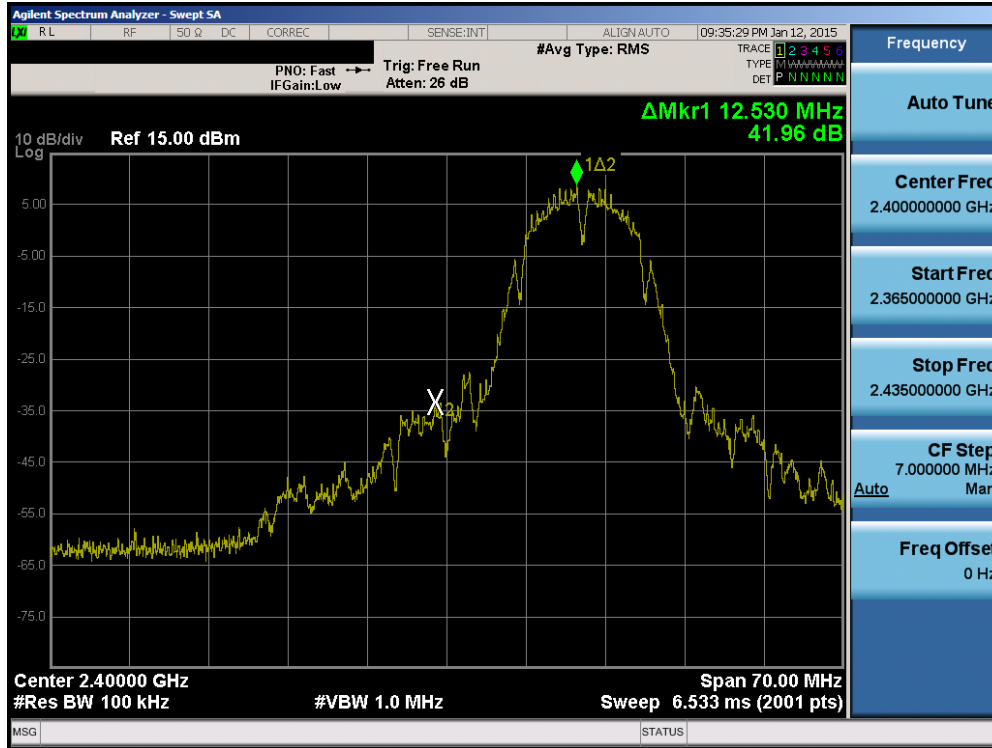 Agilent Spectrum Analyzer - Swept SA
LXI RL RF 50 Ω DC CORREC SENSE:INT ALIGN AUTO 09:35:29 PM Jan 12, 2015
#Avg Type: RMS
TRACE 1 2 3 4 5 6
TYPE M
DET P N N N N N
PNO: Fast
IFGain:Low
Trig: Free Run
Atten: 26 dB
ΔMkr1 12.530 MHz
41.96 dB
10 dB/div Ref 15.00 dBm
Log
1Δ2
5.00
-5.00
-15.0
-25.0
-35.0
-45.0
-55.0
-65.0
-75.0
X
Center 2.40000 GHz Span 70.00 MHz
#Res BW 100 kHz #VBW 1.0 MHz Sweep 6.533 ms (2001 pts)
MSG STATUS
Frequency
Auto Tune
Center Freq
2.400000000 GHz
Start Freq
2.365000000 GHz
Stop Freq
2.435000000 GHz
CF Step
7.000000 MHz
Auto Man
Freq Offset
0 Hz